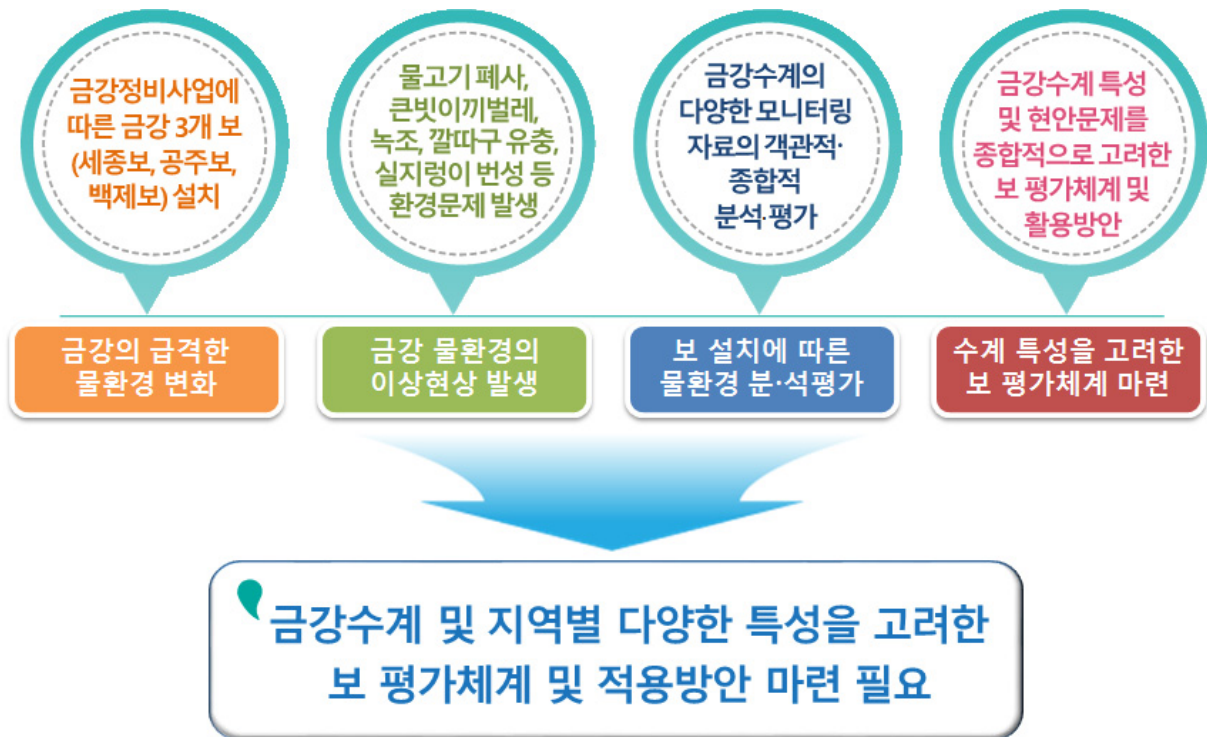 금강정비사업에
따른 금강 3개 보
(세종보, 공주보,
백제보) 설치
물고기 폐사,
큰빗이끼벌레,
녹조, 깔따구 유충,
실지렁이 번성 등
환경문제 발생
금강수계의
다양한 모니터링
자료의 객관적·
종합적
분석·평가
금강수계 특성
및 현안문제를
종합적으로 고려한
보 평가체계 및
활용방안
금강의 급격한
물환경 변화
금강 물환경의
이상현상 발생
보 설치에 따른
물환경 분·석평가
수계 특성을 고려한
보 평가체계 마련
금강수계 및 지역별 다양한 특성을 고려한
보 평가체계 및 적용방안 마련 필요